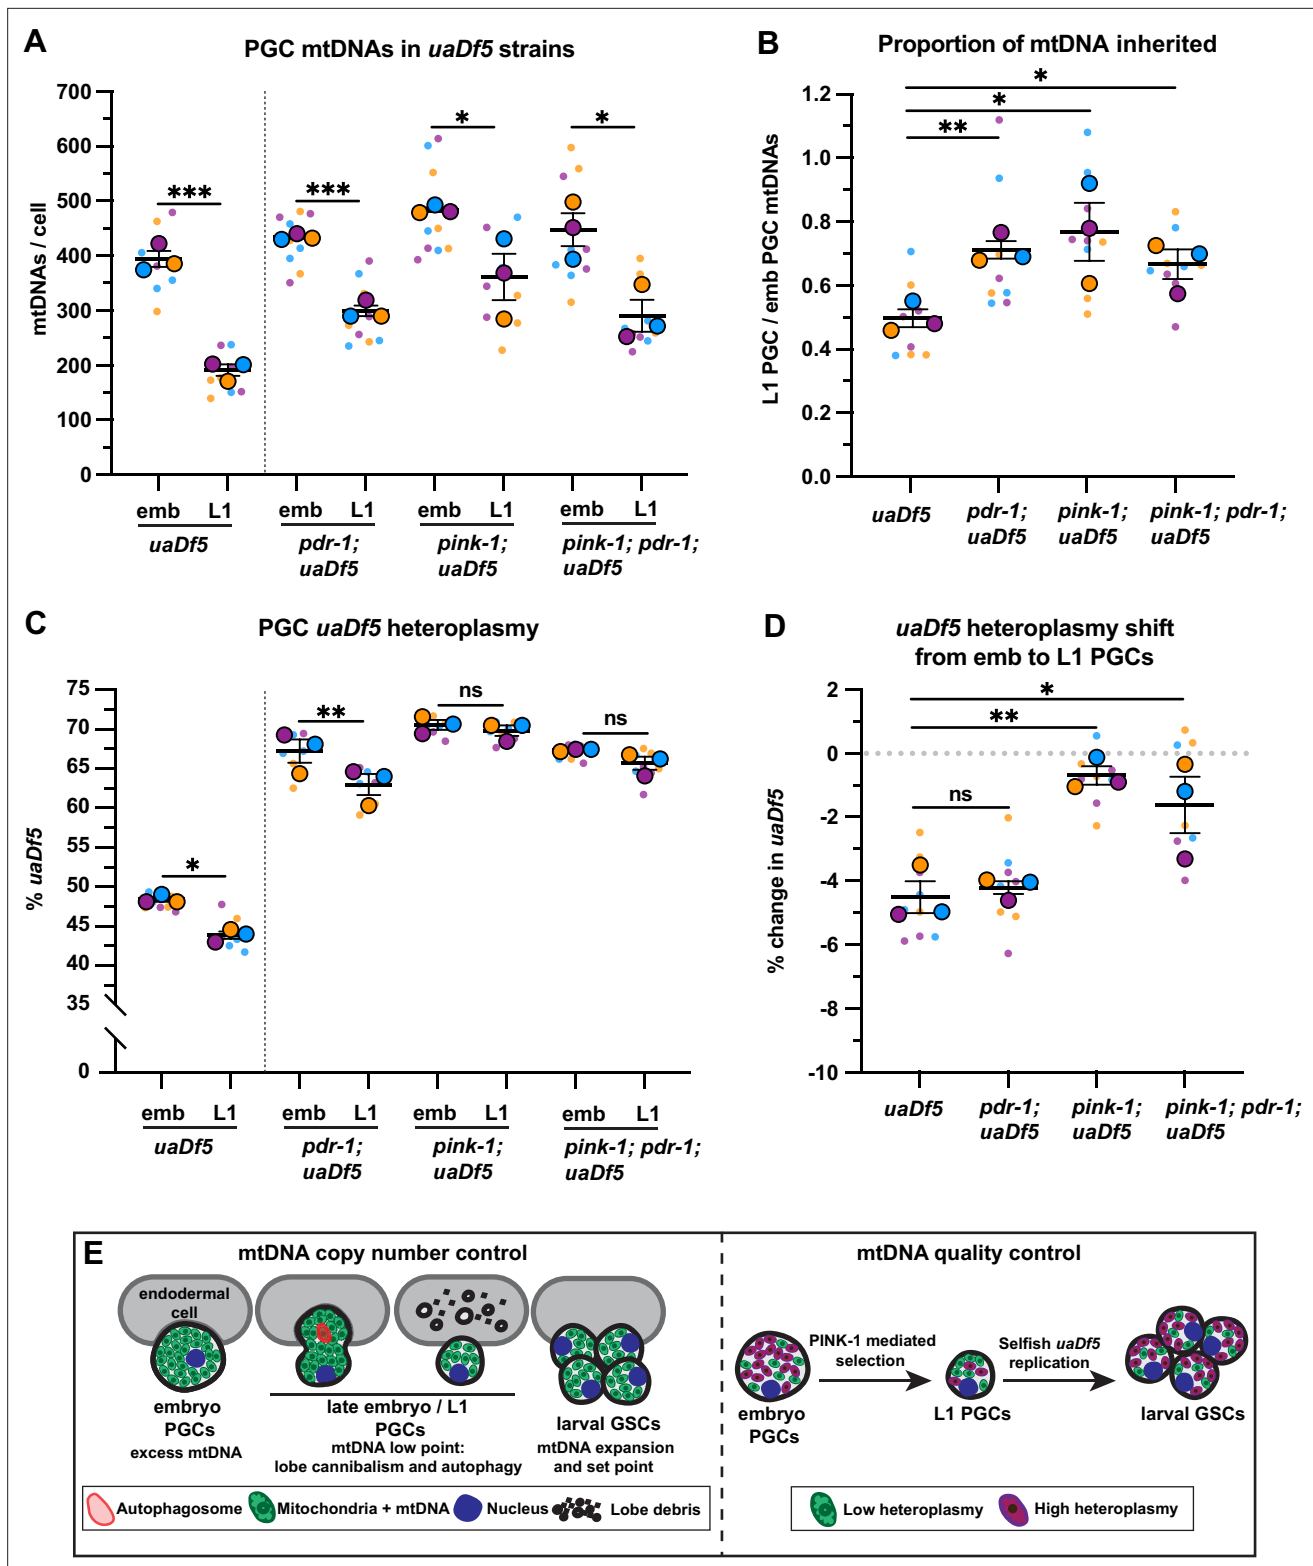 A
PGC mtDNAs in uaDf5 strains
mtDNAs / cell
700
600
500
400
300
200
100
0
***
***
*
*
emb L1 emb L1 emb L1 emb L1
uaDf5
pdr-1;
uaDf5
pink-1;
uaDf5
pink-1; pdr-1;
uaDf5
B
Proportion of mtDNA inherited
L1 PGC / emb PGC mtDNAs
1.2
1.0
0.8
0.6
0.4
0.2
0.0
*
*
**
uaDf5
pdr-1;
uaDf5
pink-1;
uaDf5
pink-1; pdr-1;
uaDf5
C
PGC uaDf5 heteroplasmy
% uaDf5
75
70
65
60
55
50
45
40
35
0
*
**
ns
ns
emb L1 emb L1 emb L1 emb L1
uaDf5
pdr-1;
uaDf5
pink-1;
uaDf5
pink-1; pdr-1;
uaDf5
D
uaDf5 heteroplasmy shift
from emb to L1 PGCs
% change in uaDf5
2
0
-2
-4
-6
-8
-10
*
**
ns
uaDf5
pdr-1;
uaDf5
pink-1;
uaDf5
pink-1; pdr-1;
uaDf5
E
mtDNA copy number control
endodermal
cell
embryo
PGCs
excess mtDNA
late embryo / L1
PGCs
mtDNA low point:
lobe cannibalism and autophagy
larval GSCs
mtDNA expansion
and set point
Autophagosome
Mitochondria + mtDNA
Nucleus
Lobe debris
mtDNA quality control
embryo
PGCs
PINK-1 mediated
selection
L1 PGCs
Selfish uaDf5
replication
larval GSCs
Low heteroplasmy
High heteroplasmy